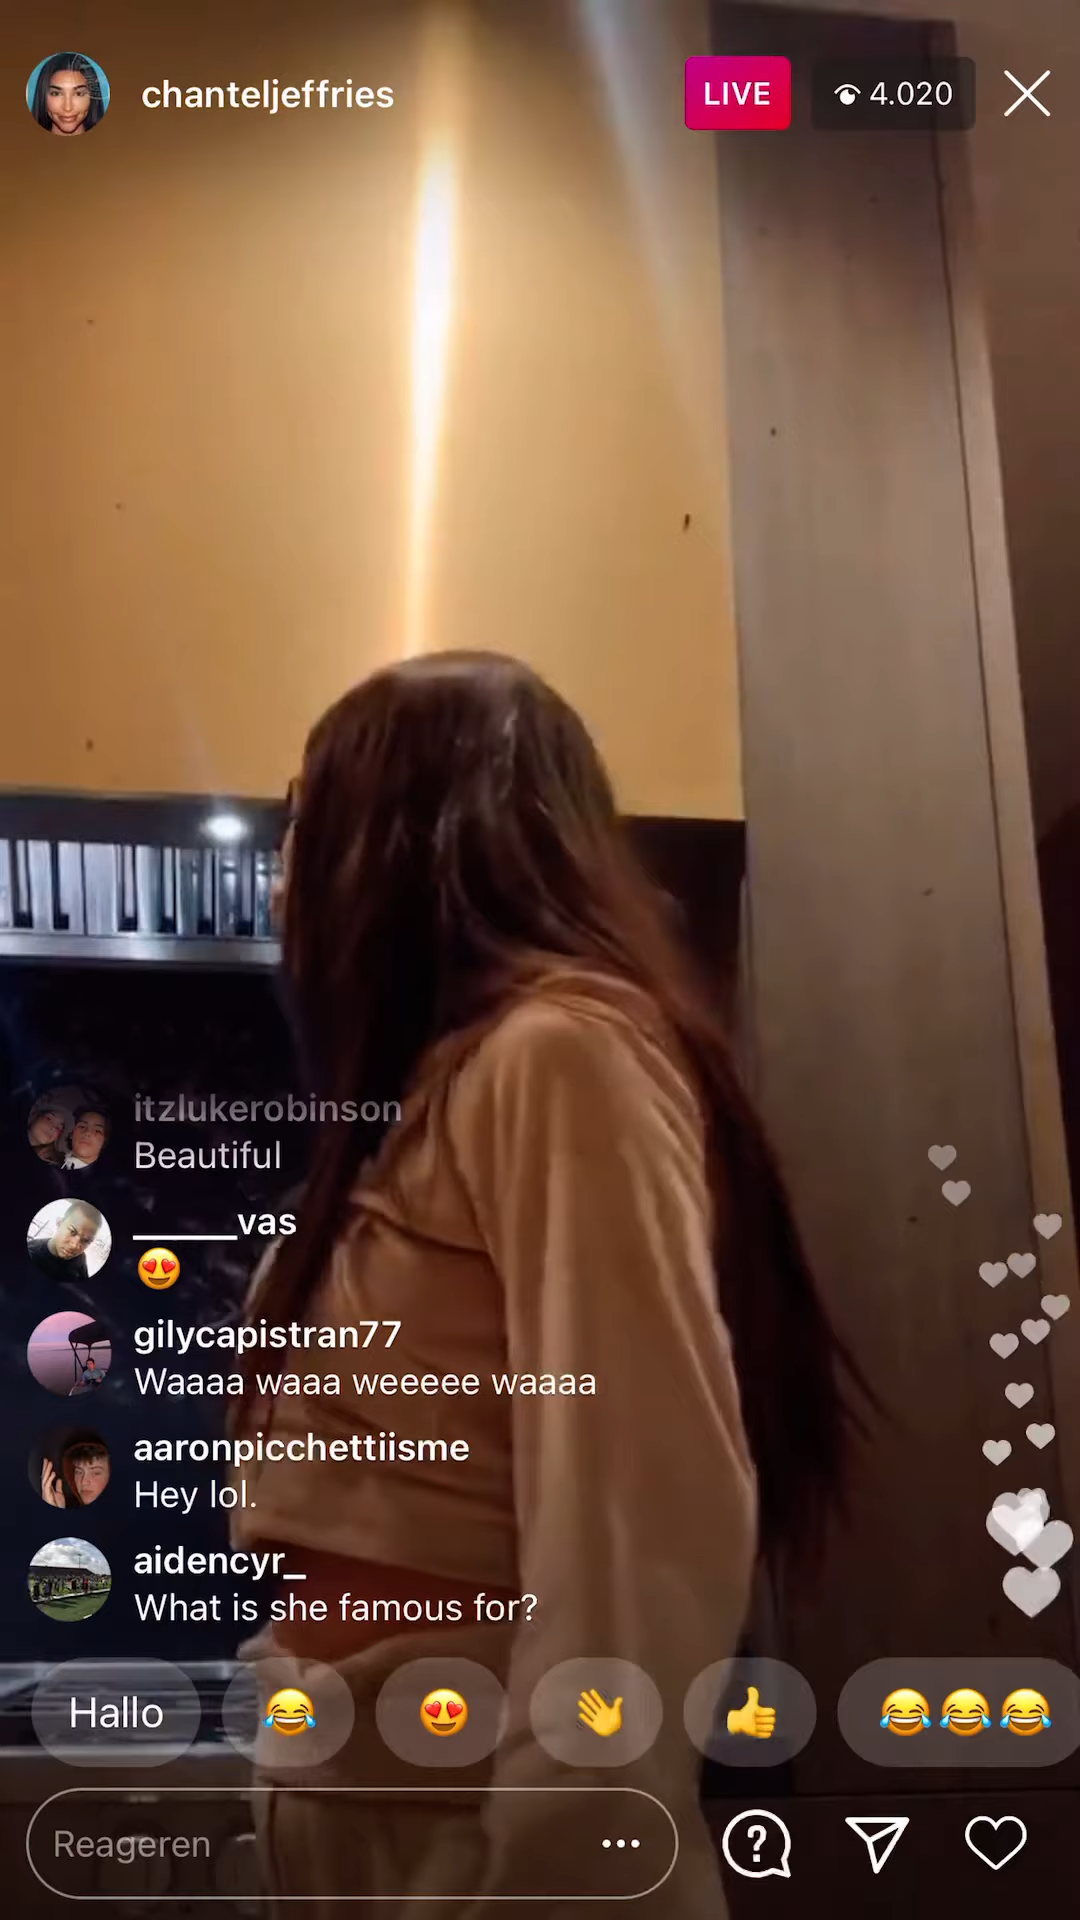 chanteljeffries
LIVE
4.020
itzlukerobinson
Beautiful
_____vas
😍
gilycapistran77
Waaaa waaa weeeee waaaa
aaronpicchettiisme
Hey lol.
aidencyr_
What is she famous for?
Hallo 😂 😍 👋 👍 😂😂😂
Reageren